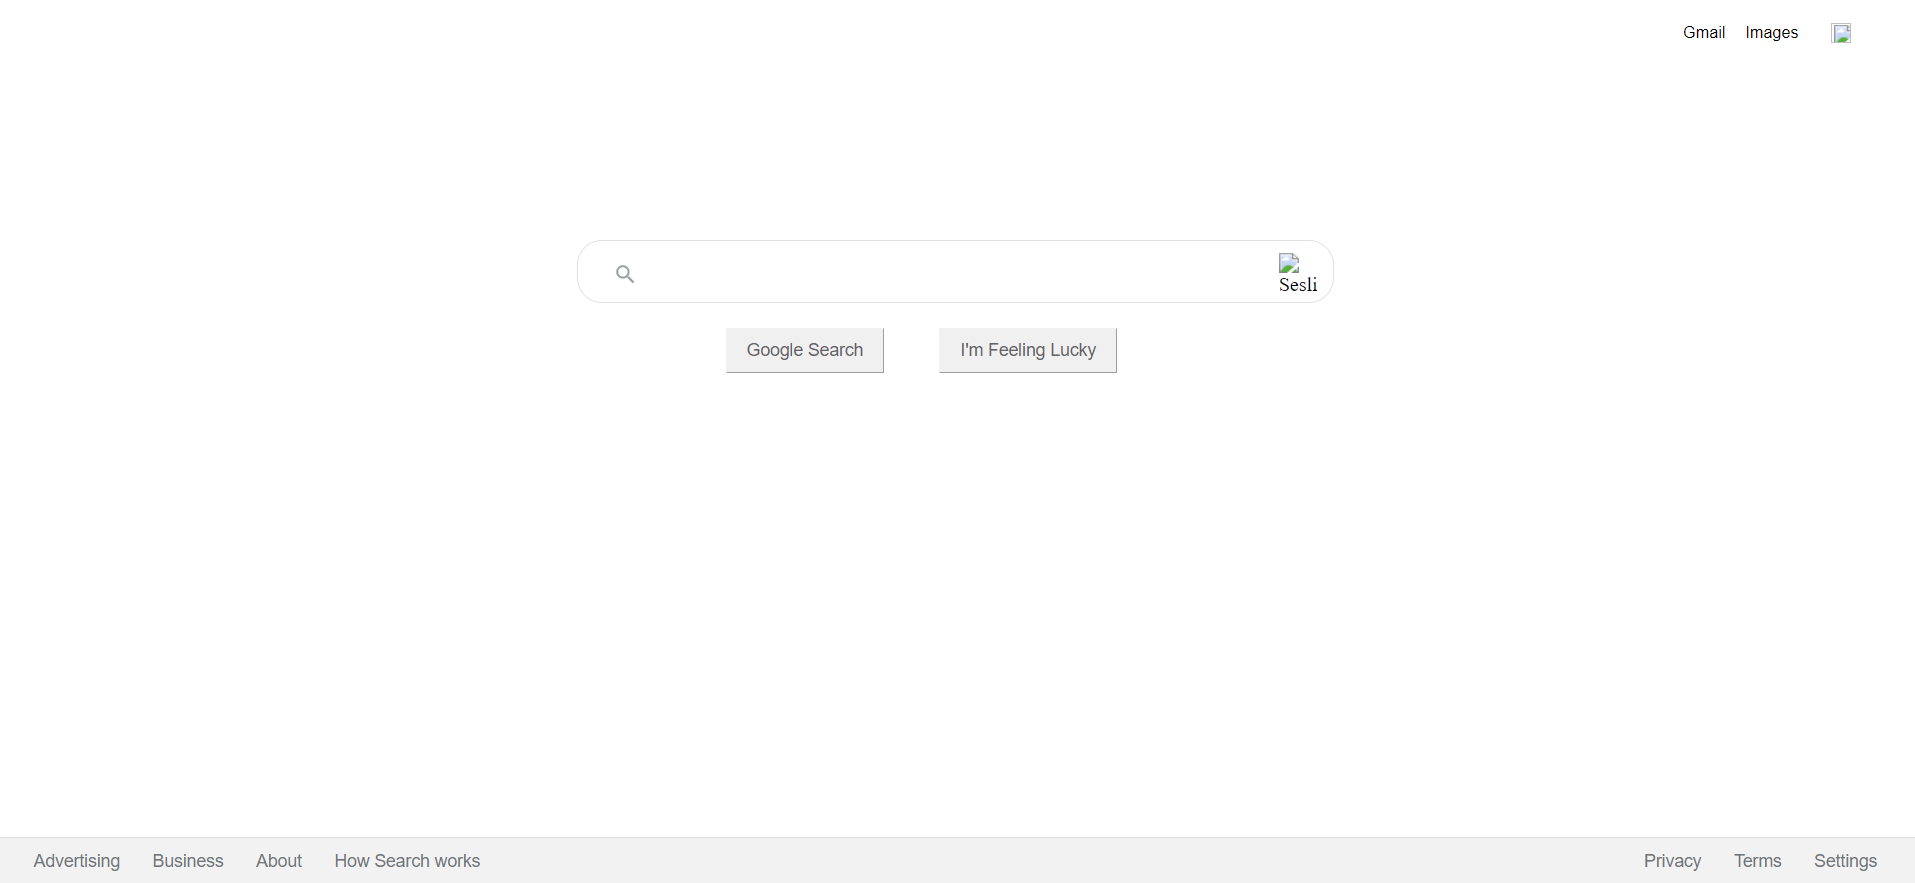 Gmail Images
Sesli
Google Search I'm Feeling Lucky
Advertising Business About How Search works Privacy Terms Settings